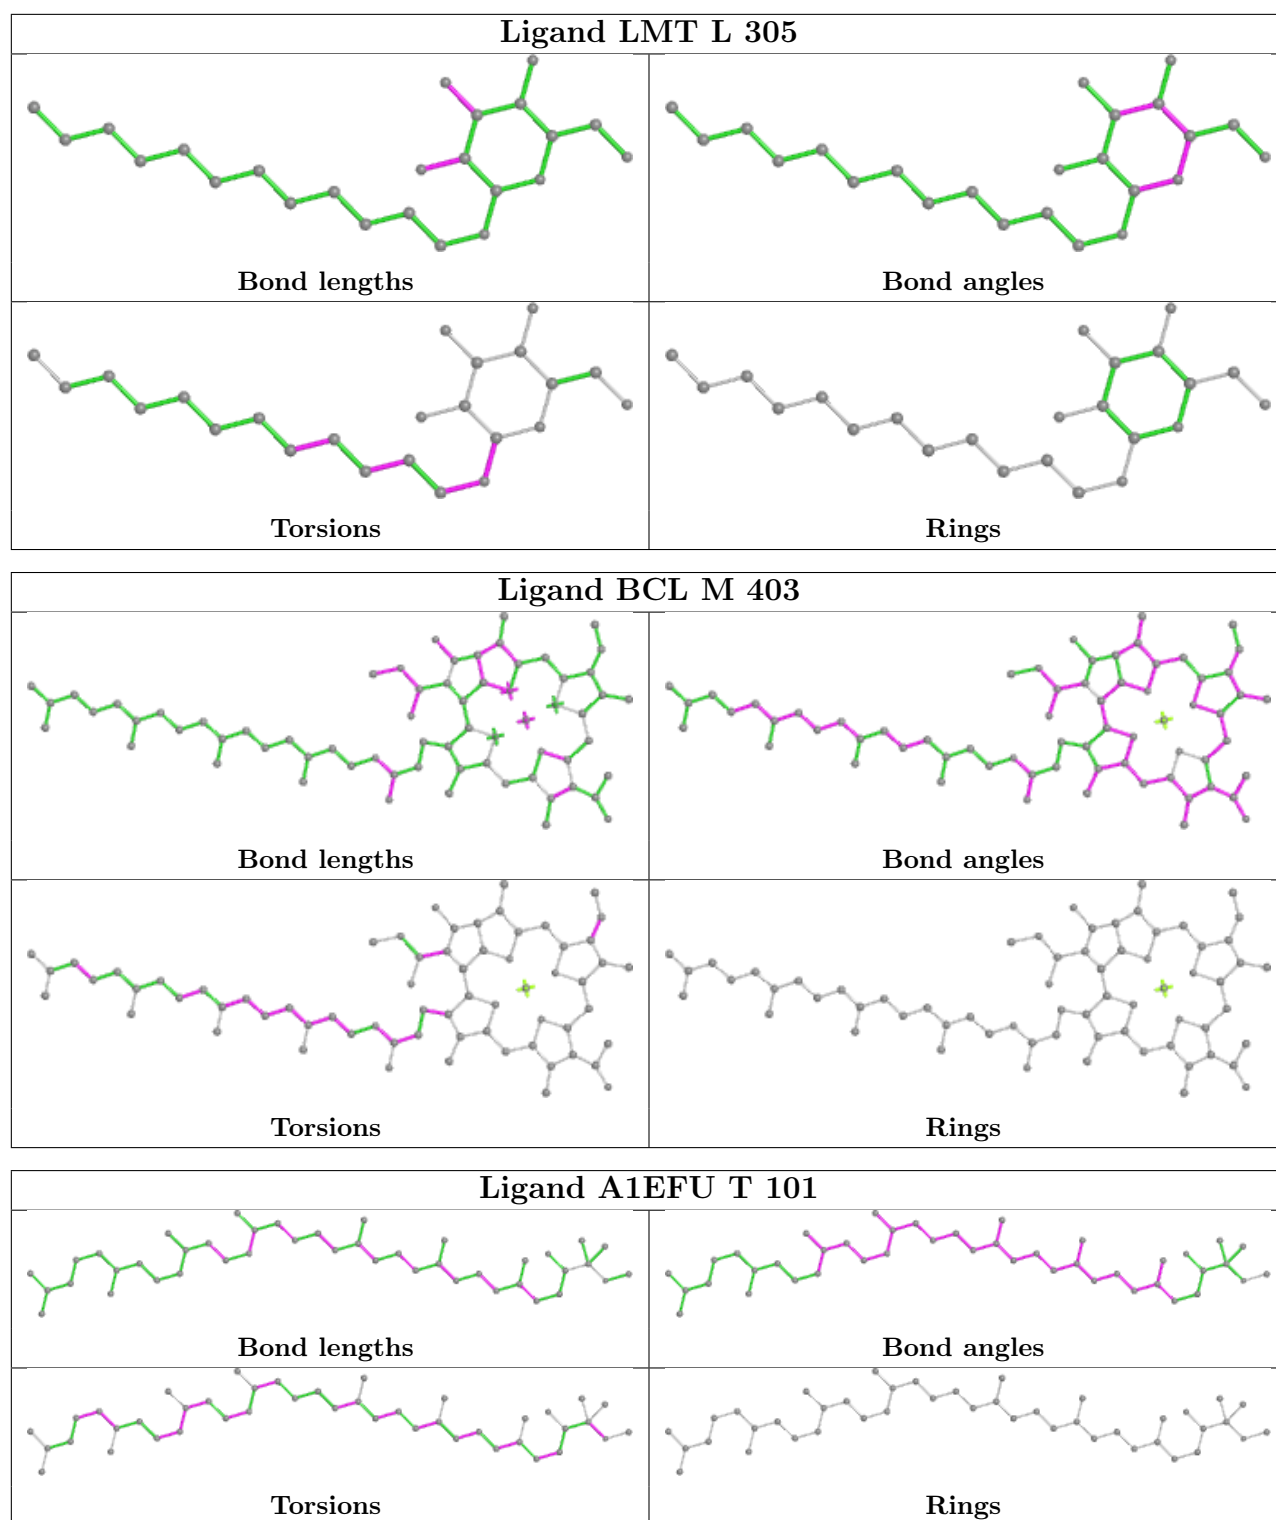 Ligand LMT L 305
Bond lengths
Bond angles
Torsions
Rings
Ligand BCL M 403
Bond lengths
Bond angles
Torsions
Rings
Ligand A1EFU T 101
Bond lengths
Bond angles
Torsions
Rings